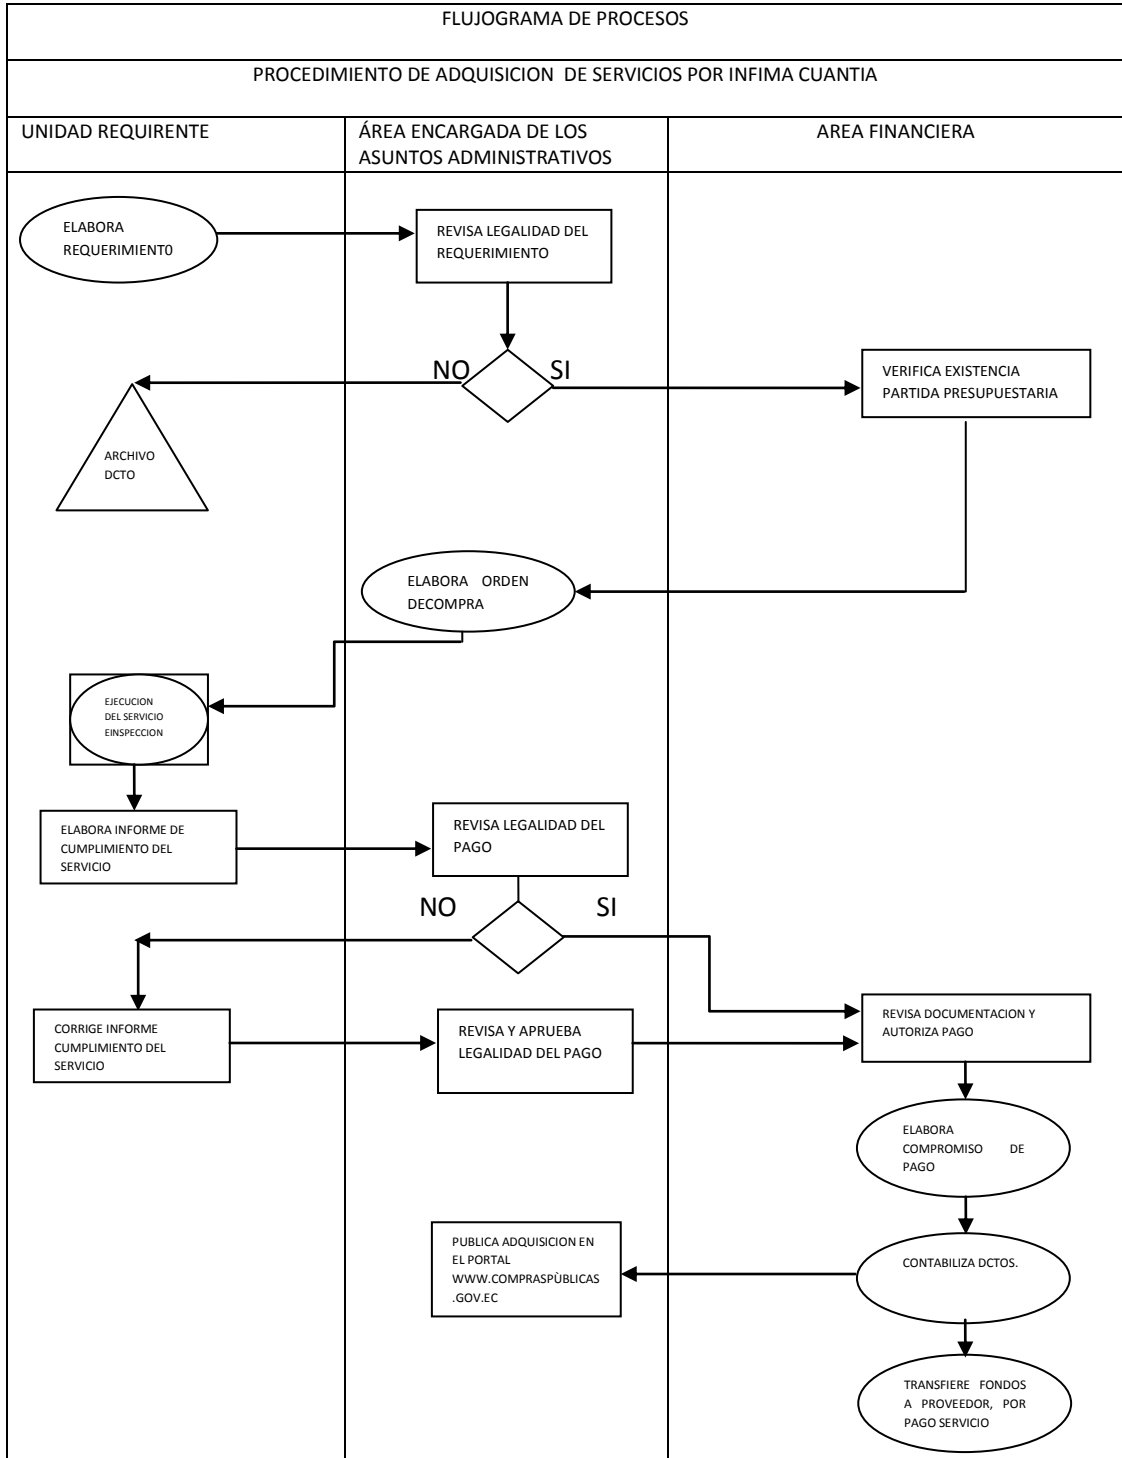 FLUJOGRAMA DE PROCESOS
PROCEDIMIENTO DE ADQUISICION DE SERVICIOS POR INFIMA CUANTIA
UNIDAD REQUIRENTE
ÁREA ENCARGADA DE LOS
ASUNTOS ADMINISTRATIVOS
AREA FINANCIERA
ELABORA
REQUERIMIENT0
REVISA LEGALIDAD DEL
REQUERIMIENTO
NO
SI
VERIFICA EXISTENCIA
PARTIDA PRESUPUESTARIA
ARCHIVO
DCTO
ELABORA ORDEN
DECOMPRA
EJECUCION
DEL SERVICIO
EINSPECCION
ELABORA INFORME DE
CUMPLIMIENTO DEL
SERVICIO
REVISA LEGALIDAD DEL
PAGO
NO
SI
CORRIGE INFORME
CUMPLIMIENTO DEL
SERVICIO
REVISA Y APRUEBA
LEGALIDAD DEL PAGO
REVISA DOCUMENTACION Y
AUTORIZA PAGO
ELABORA
COMPROMISO DE
PAGO
PUBLICA ADQUISICION EN
EL PORTAL
WWW.COMPRASPÙBLICAS
.GOV.EC
CONTABILIZA DCTOS.
TRANSFIERE FONDOS
A PROVEEDOR, POR
PAGO SERVICIO